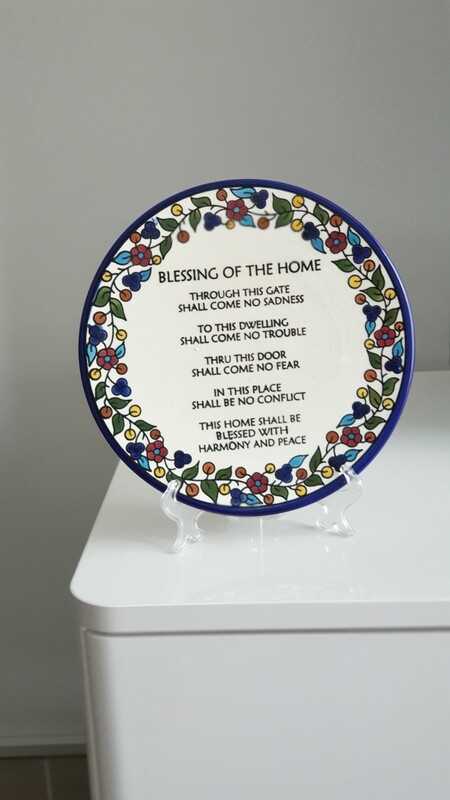 BLESSING OF THE HOME
THROUGH THIS GATE
SHALL COME NO SADNESS
TO THIS DWELLING
SHALL COME NO TROUBLE
THRU THIS DOOR
SHALL COME NO FEAR
IN THIS PLACE
SHALL BE NO CONFLICT
THIS HOME SHALL BE
BLESSED WITH
HARMONY AND PEACE